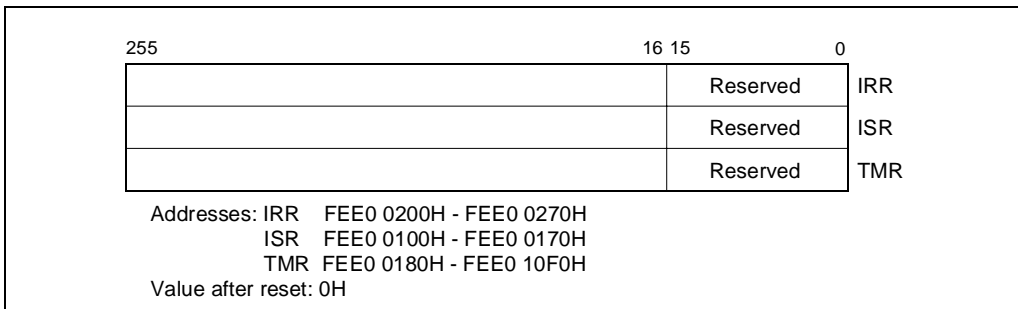 255 16 15 0
Reserved IRR
Reserved ISR
Reserved TMR
Addresses: IRR FEE0 0200H - FEE0 0270H
ISR FEE0 0100H - FEE0 0170H
TMR FEE0 0180H - FEE0 10F0H
Value after reset: 0H